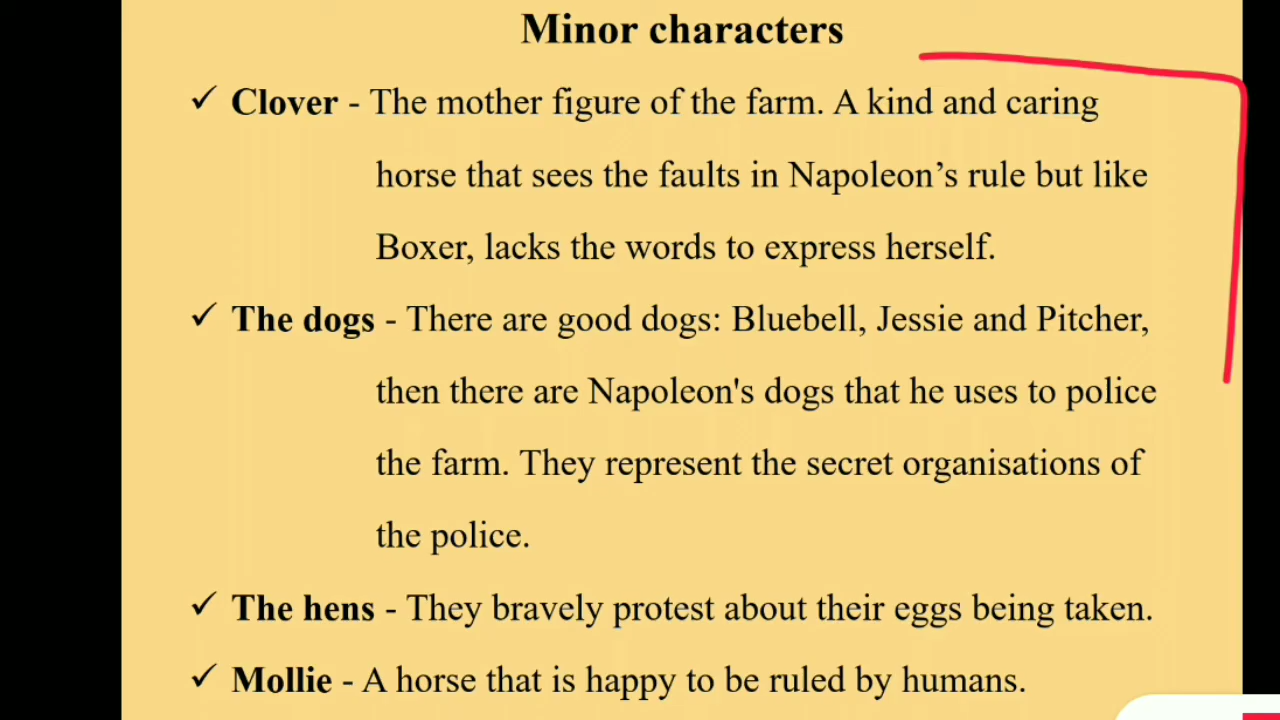 Minor characters
✓ Clover - The mother figure of the farm. A kind and caring
horse that sees the faults in Napoleon’s rule but like
Boxer, lacks the words to express herself.
✓ The dogs - There are good dogs: Bluebell, Jessie and Pitcher,
then there are Napoleon's dogs that he uses to police
the farm. They represent the secret organisations of
the police.
✓ The hens - They bravely protest about their eggs being taken.
✓ Mollie - A horse that is happy to be ruled by humans.